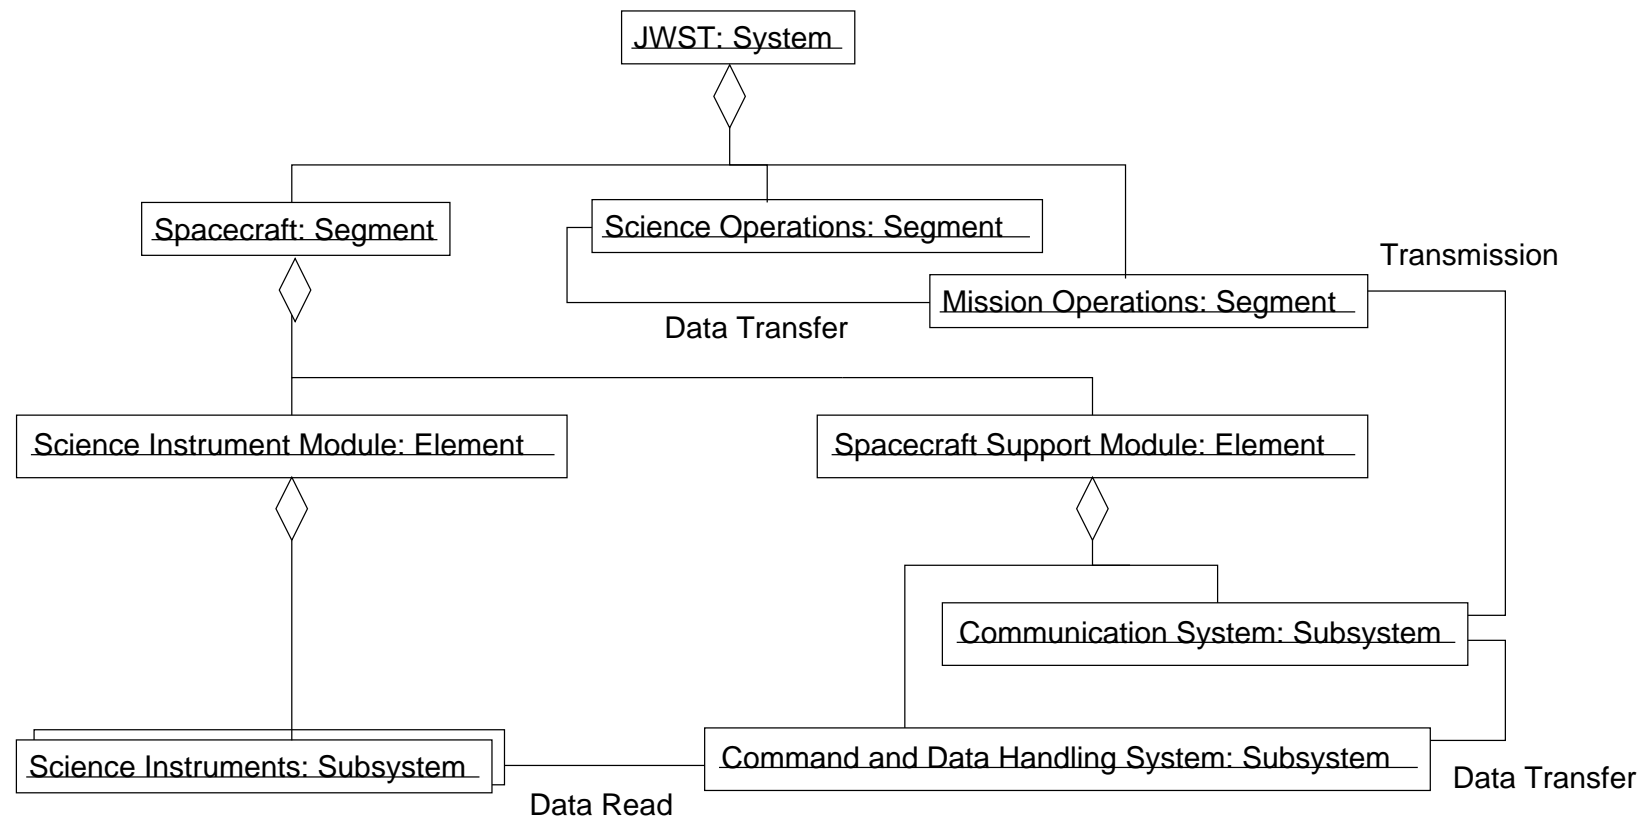 JWST: System
Spacecraft: Segment
Science Operations: Segment
Transmission
Mission Operations: Segment
Data Transfer
Science Instrument Module: Element
Spacecraft Support Module: Element
Communication System: Subsystem
Science Instruments: Subsystem
Command and Data Handling System: Subsystem
Data Transfer
Data Read